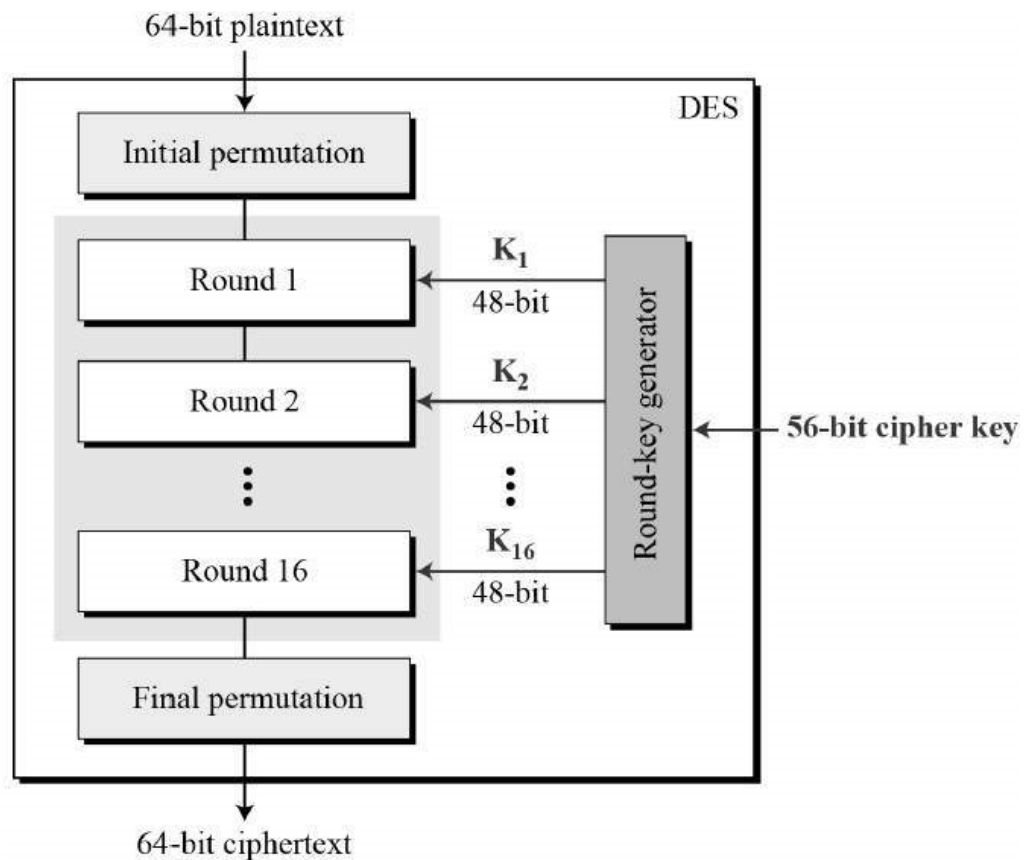 64-bit plaintext
DES
Initial permutation
Round 1
K₁
48-bit
Round 2
K₂
48-bit
Round-key generator
56-bit cipher key
Round 16
K₁₆
48-bit
Final permutation
64-bit ciphertext